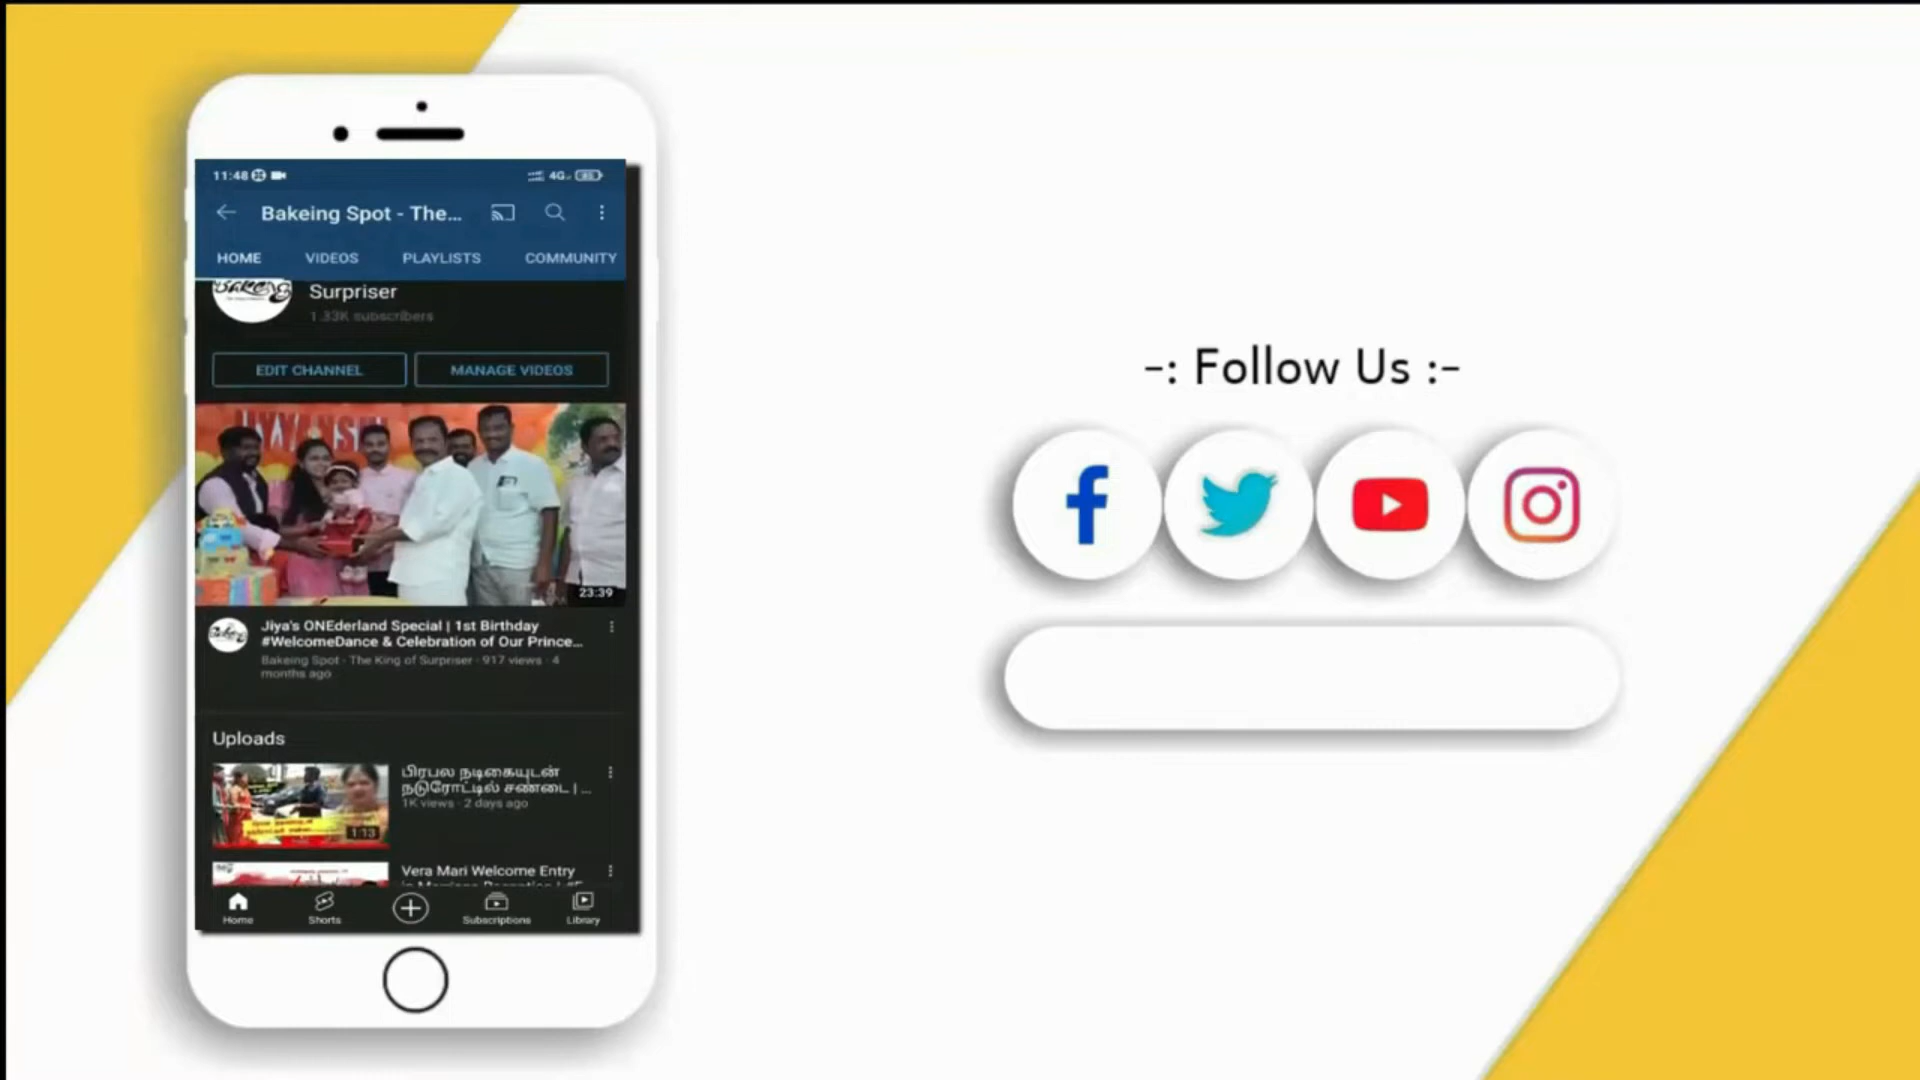 11:48
4G
Bakeing Spot - The...
HOME VIDEOS PLAYLISTS COMMUNITY
Surpriser
1.33K subscribers
EDIT CHANNEL MANAGE VIDEOS
23:39
Jiya's ONEderland Special | 1st Birthday
#WelcomeDance & Celebration of Our Prince...
Bakeing Spot - The King of Surpriser · 917 views · 4
months ago
Uploads
பிரபல நடிகையுடன்
நடுரோட்டில் சண்டை | ...
1K views · 2 days ago
1:13
Vera Mari Welcome Entry
Home Shorts Subscriptions Library
-: Follow Us :-